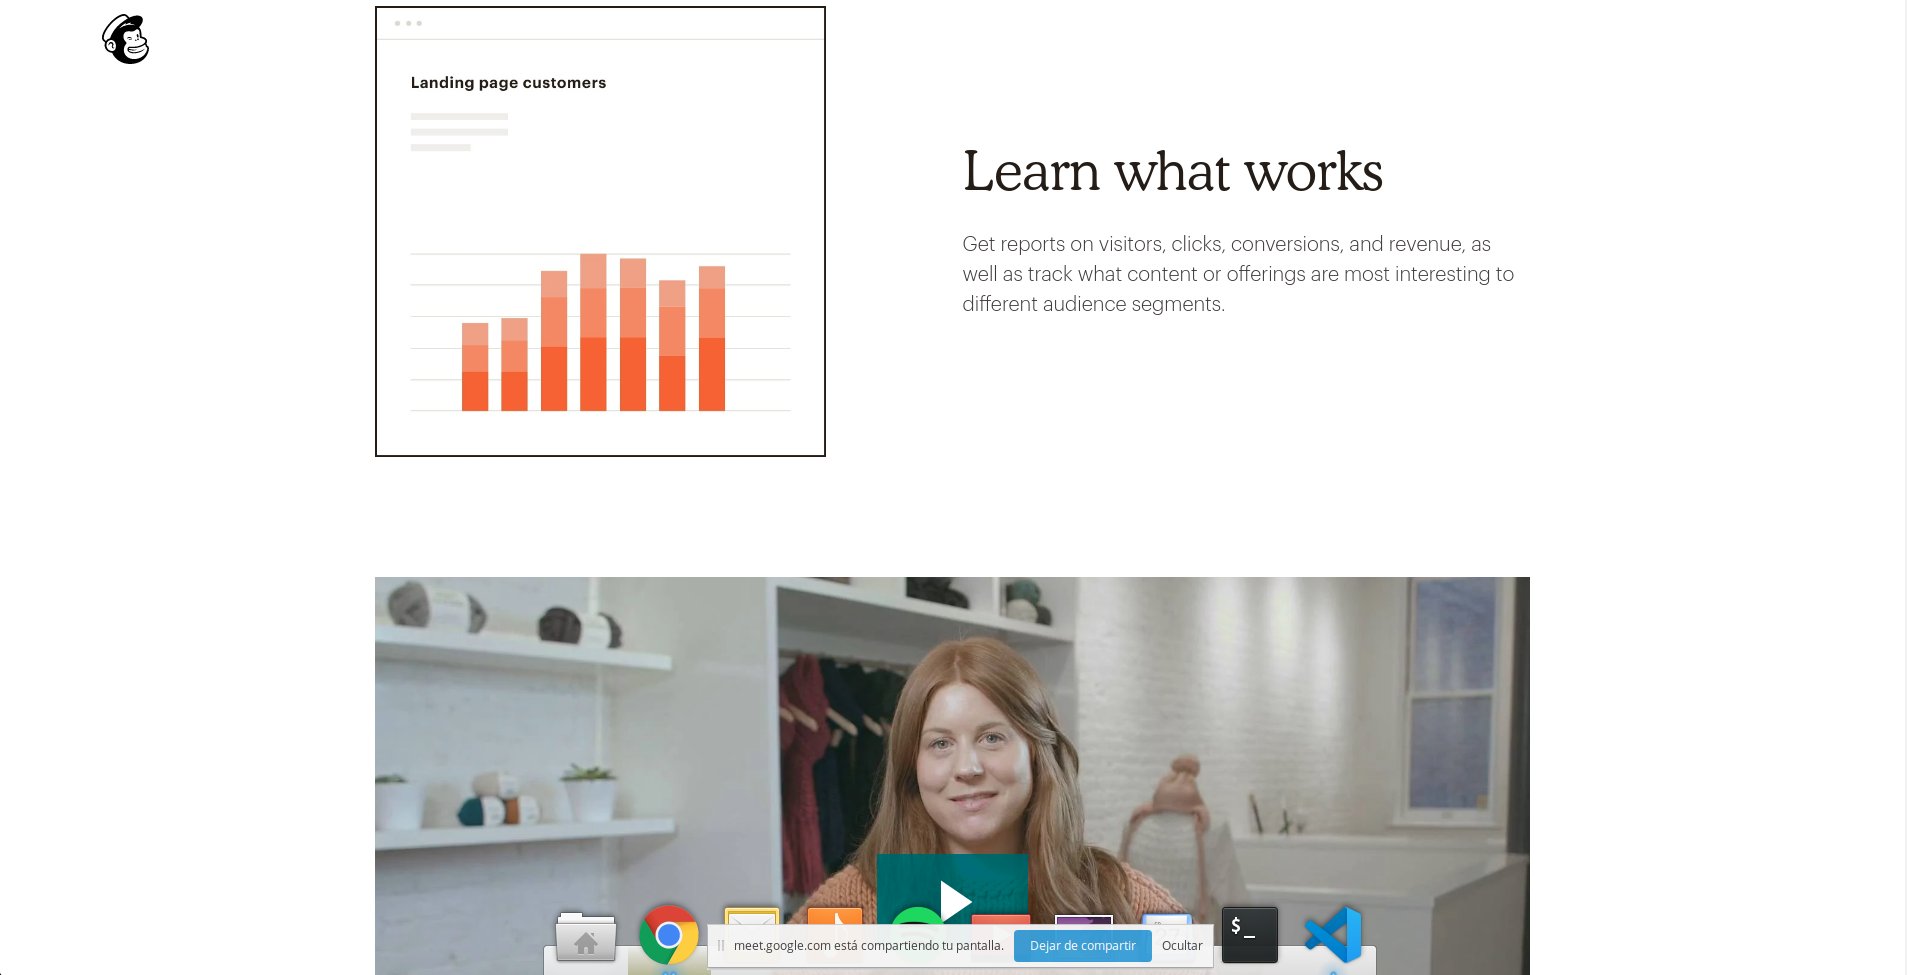 Landing page customers
Learn what works
Get reports on visitors, clicks, conversions, and revenue, as
well as track what content or offerings are most interesting to
different audience segments.
$_
meet.google.com está compartiendo tu pantalla.
Dejar de compartir
Ocultar